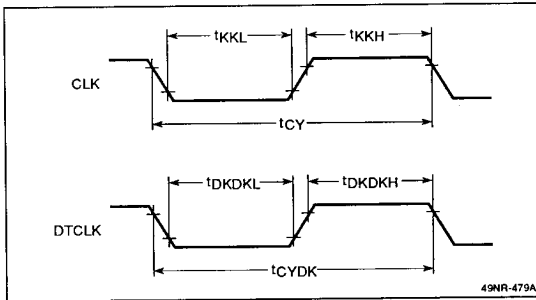 tKKL tKKH
CLK
tCY
tDKDKL tDKDKH
DTCLK
tCYDK
49NR-479A